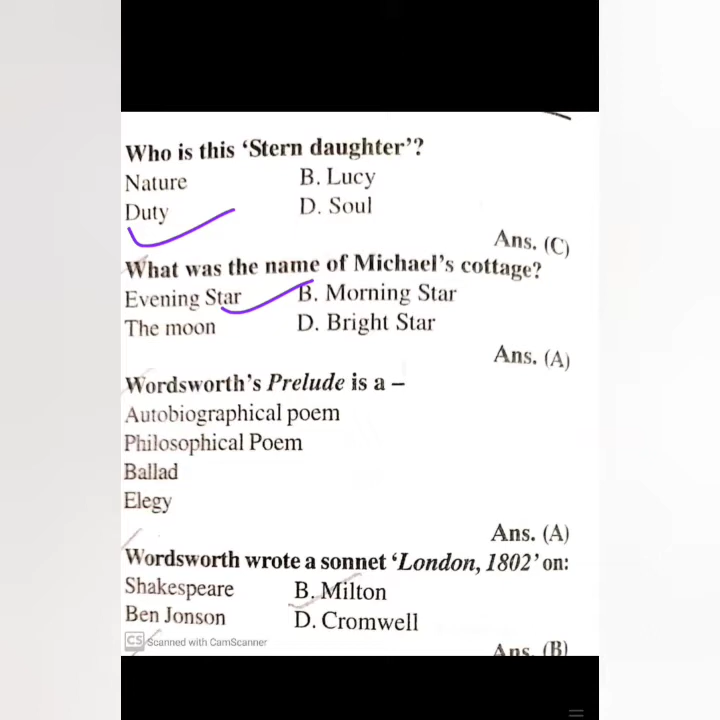 Who is this ‘Stern daughter’?
Nature B. Lucy
Duty D. Soul
Ans. (C)
What was the name of Michael’s cottage?
Evening Star B. Morning Star
The moon D. Bright Star
Ans. (A)
Wordsworth’s Prelude is a –
Autobiographical poem
Philosophical Poem
Ballad
Elegy
Ans. (A)
Wordsworth wrote a sonnet ‘London, 1802’ on:
Shakespeare B. Milton
Ben Jonson D. Cromwell
CS Scanned with CamScanner
Ans. (B)